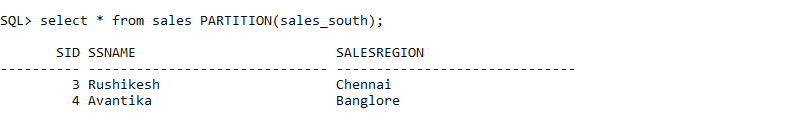 SQL> select * from sales PARTITION(sales_south);
       SID SSNAME                         SALESREGION
---------- ------------------------------ ------------------------------
         3 Rushikesh                      Chennai
         4 Avantika                       Banglore